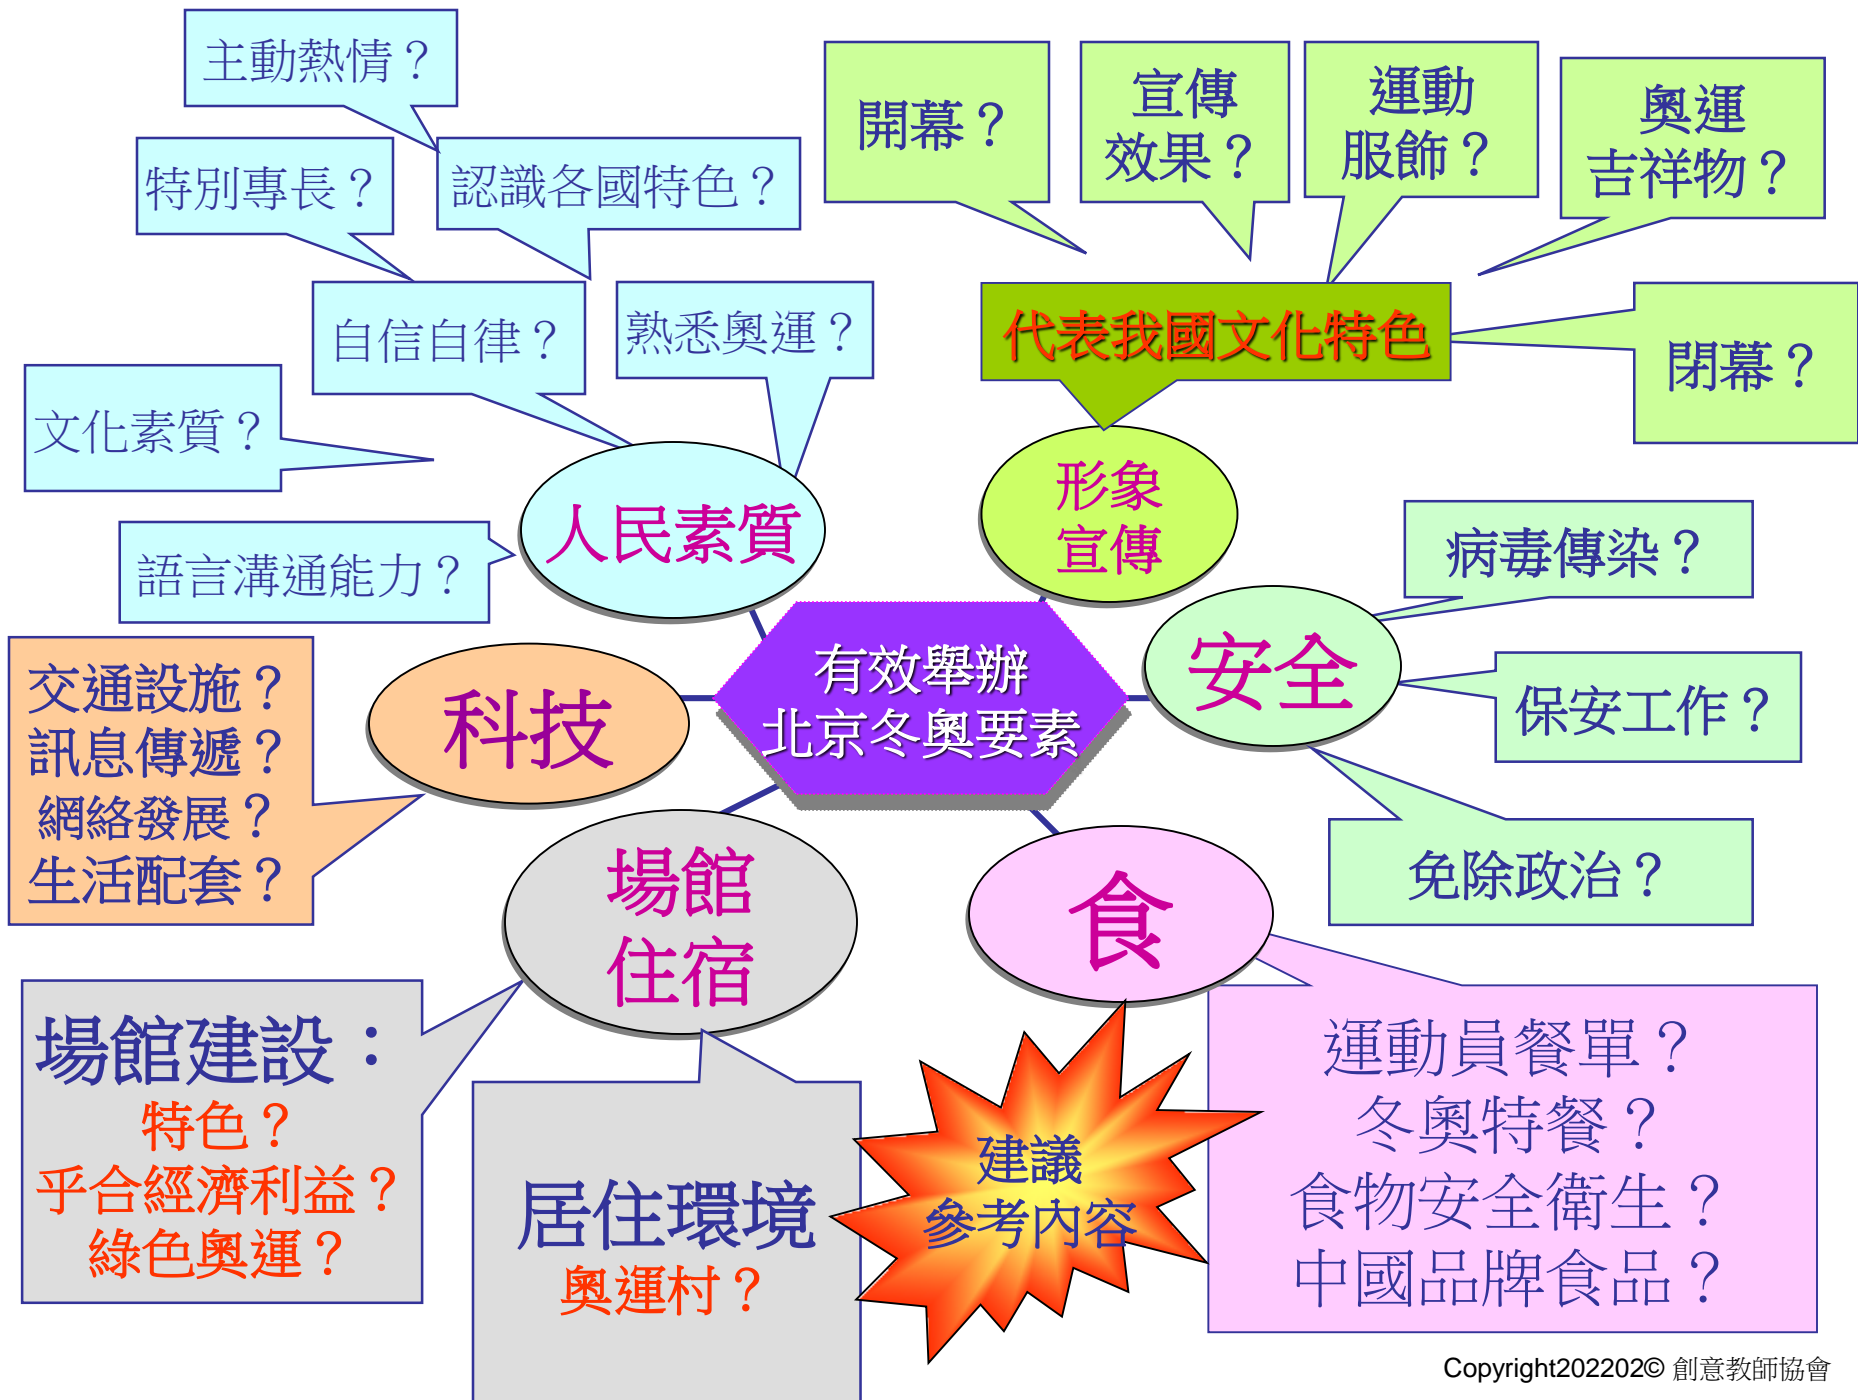 主動熱情？
特別專長？
認識各國特色？
自信自律？
熟悉奧運？
文化素質？
語言溝通能力？
人民素質
開幕？
宣傳
效果？
運動
服飾？
奧運
吉祥物？
代表我國文化特色
閉幕？
形象
宣傳
病毒傳染？
保安工作？
免除政治？
安全
有效舉辦
北京冬奧要素
科技
交通設施？
訊息傳遞？
網絡發展？
生活配套？
場館
住宿
場館建設：
特色？
乎合經濟利益？
綠色奧運？
居住環境
奧運村？
食
運動員餐單？
冬奧特餐？
食物安全衛生？
中國品牌食品？
建議
參考內容
Copyright202202© 創意教師協會